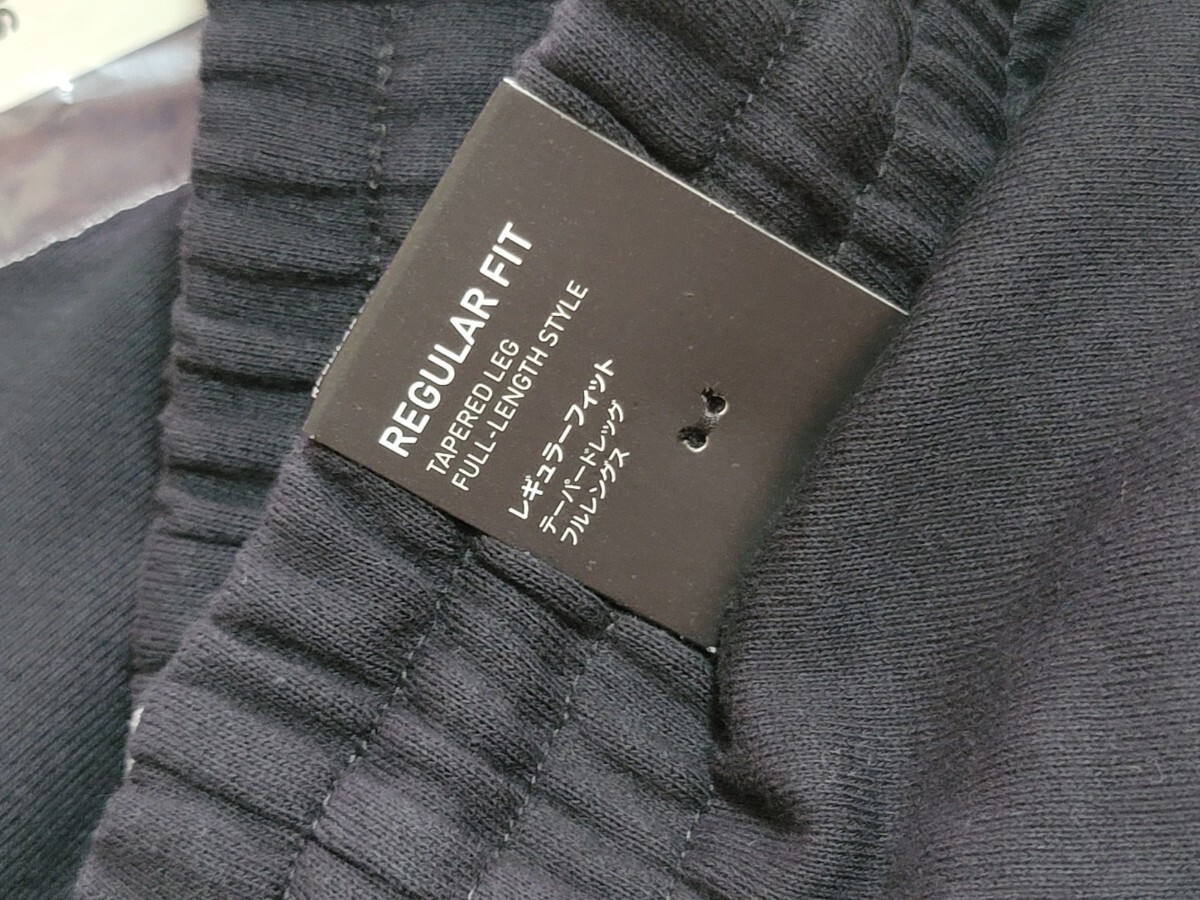 REGULAR FIT
TAPERED LEG
FULL-LENGTH STYLE
レギュラーフィット
テーパードレッグ
フルレングス